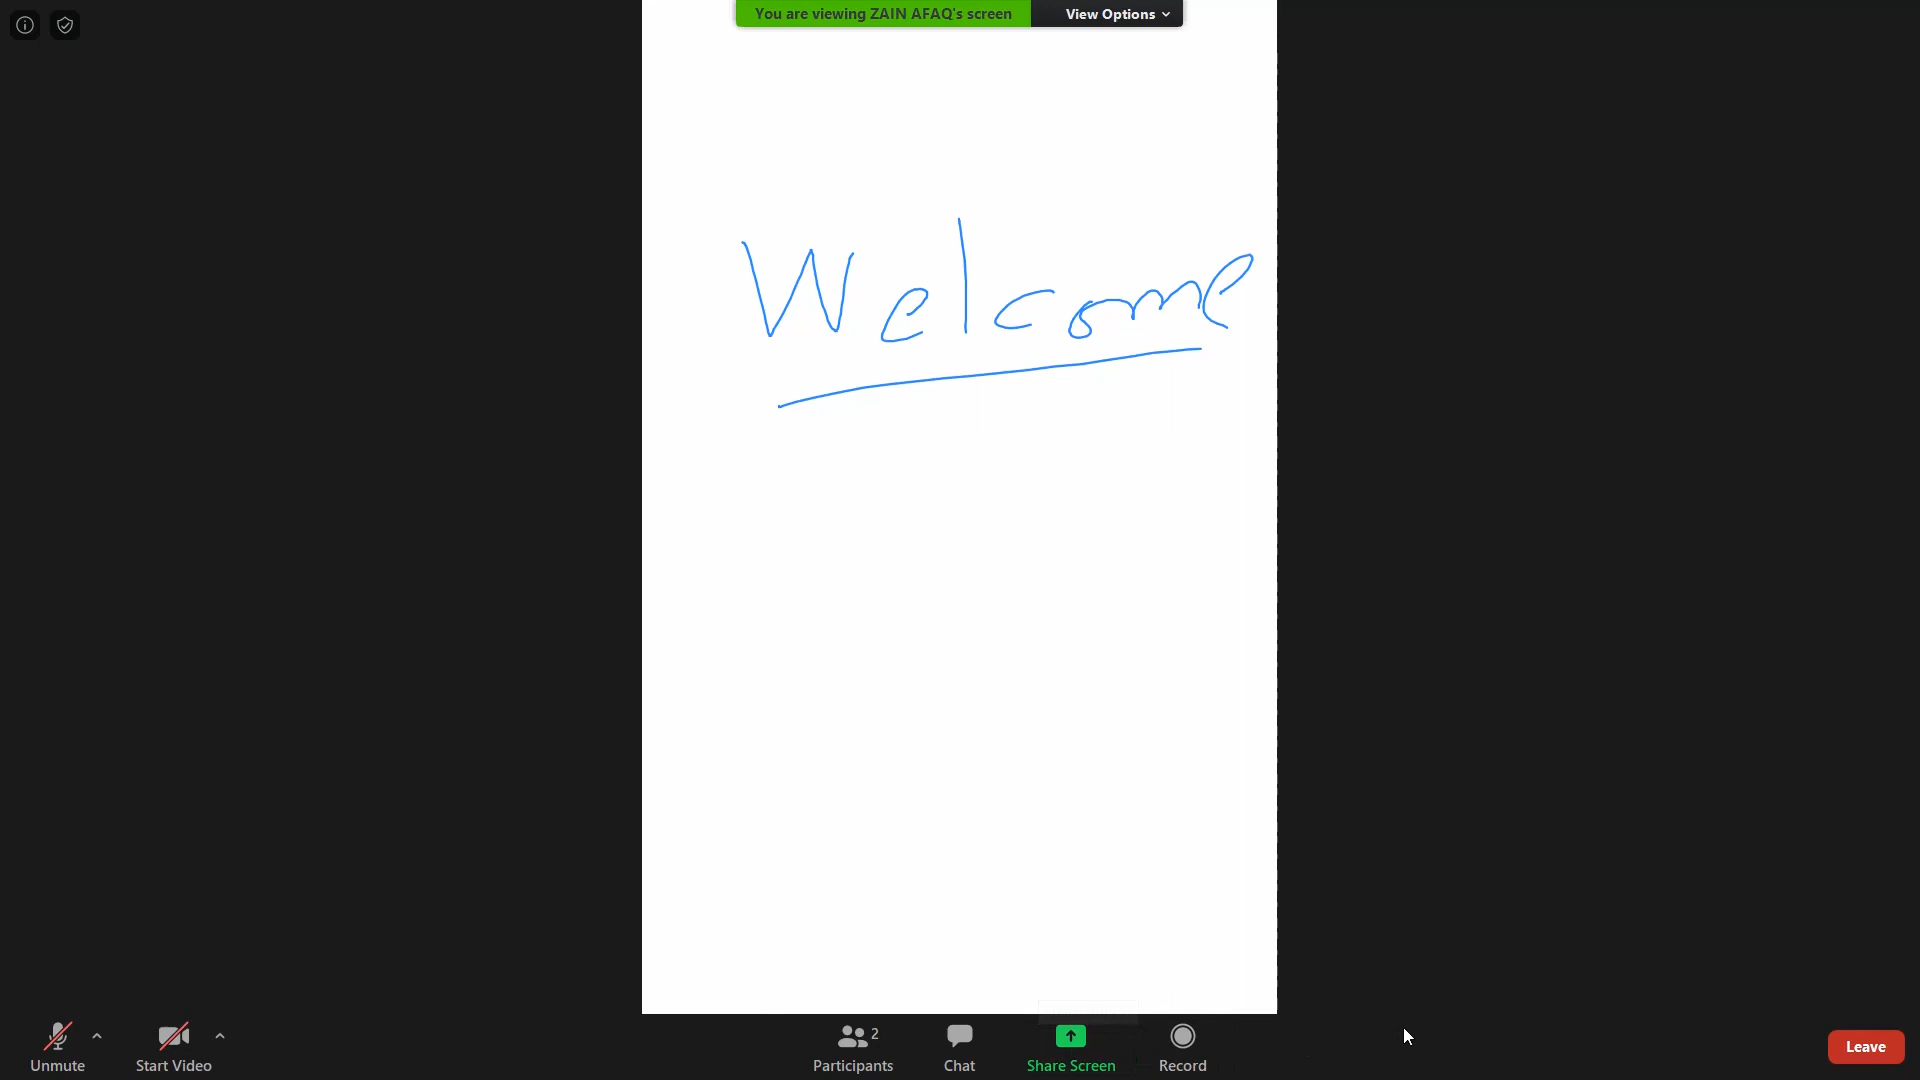 You are viewing ZAIN AFAQ's screen View Options
Welcome
2
Unmute Start Video Participants Chat Share Screen Record Leave